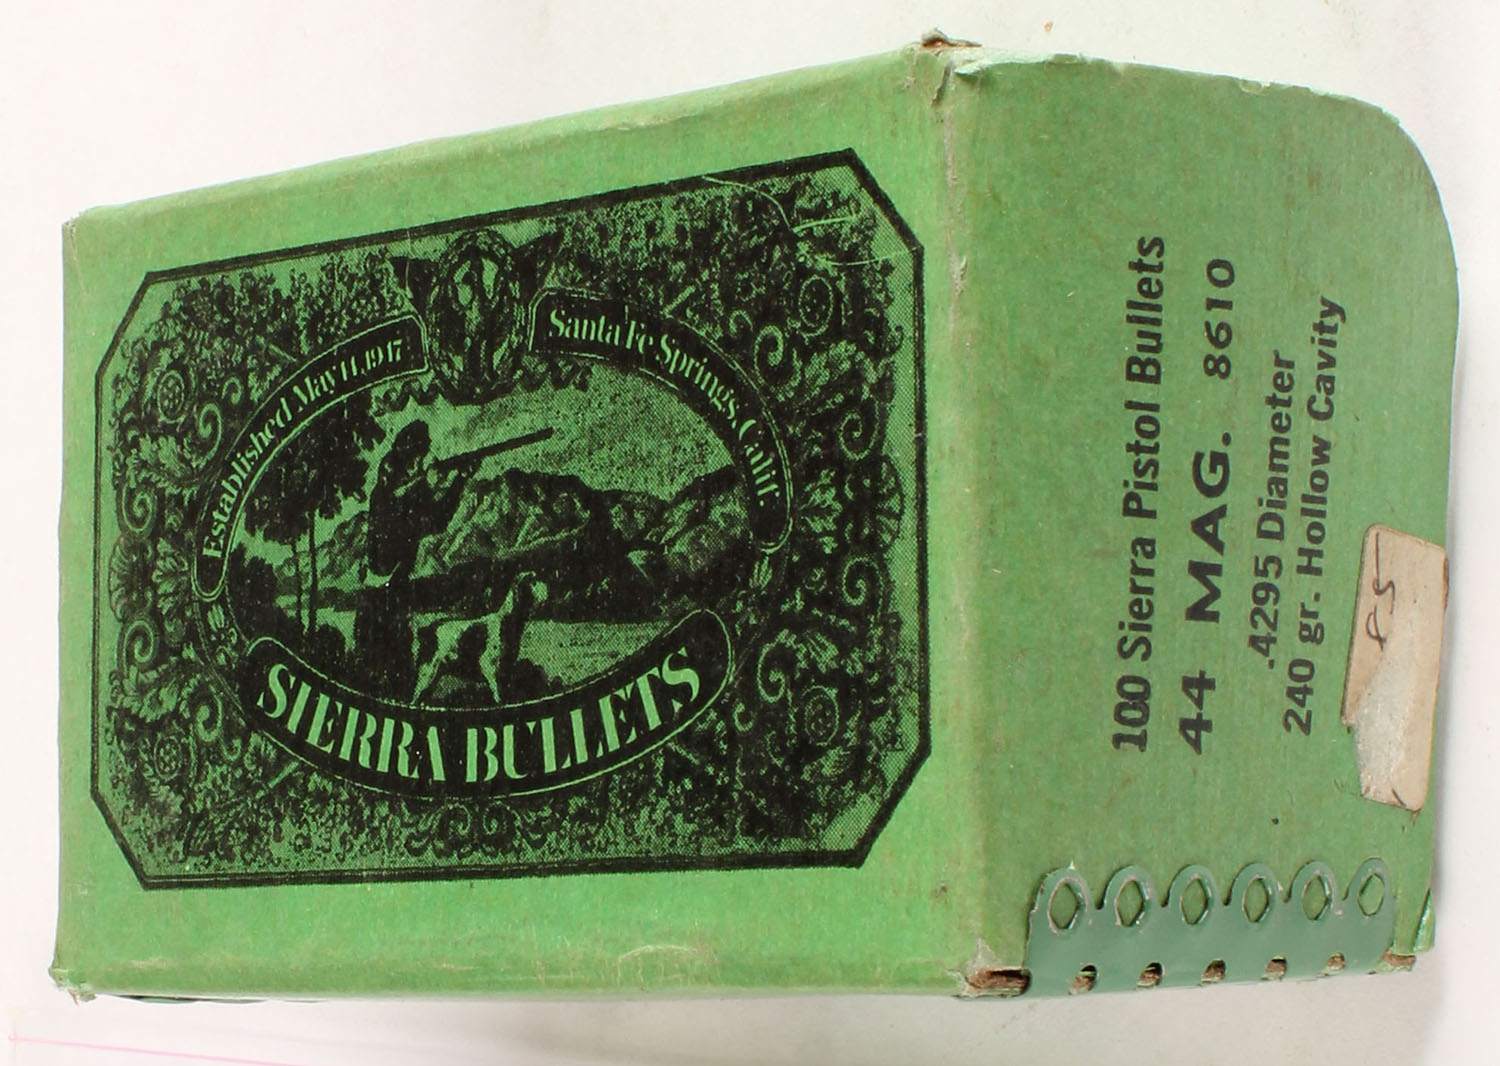 Established May 11, 1947
Santa Fe Springs, Calif.
SIERRA BULLETS
100 Sierra Pistol Bullets
44 MAG. 8610
.4295 Diameter
240 gr. Hollow Cavity